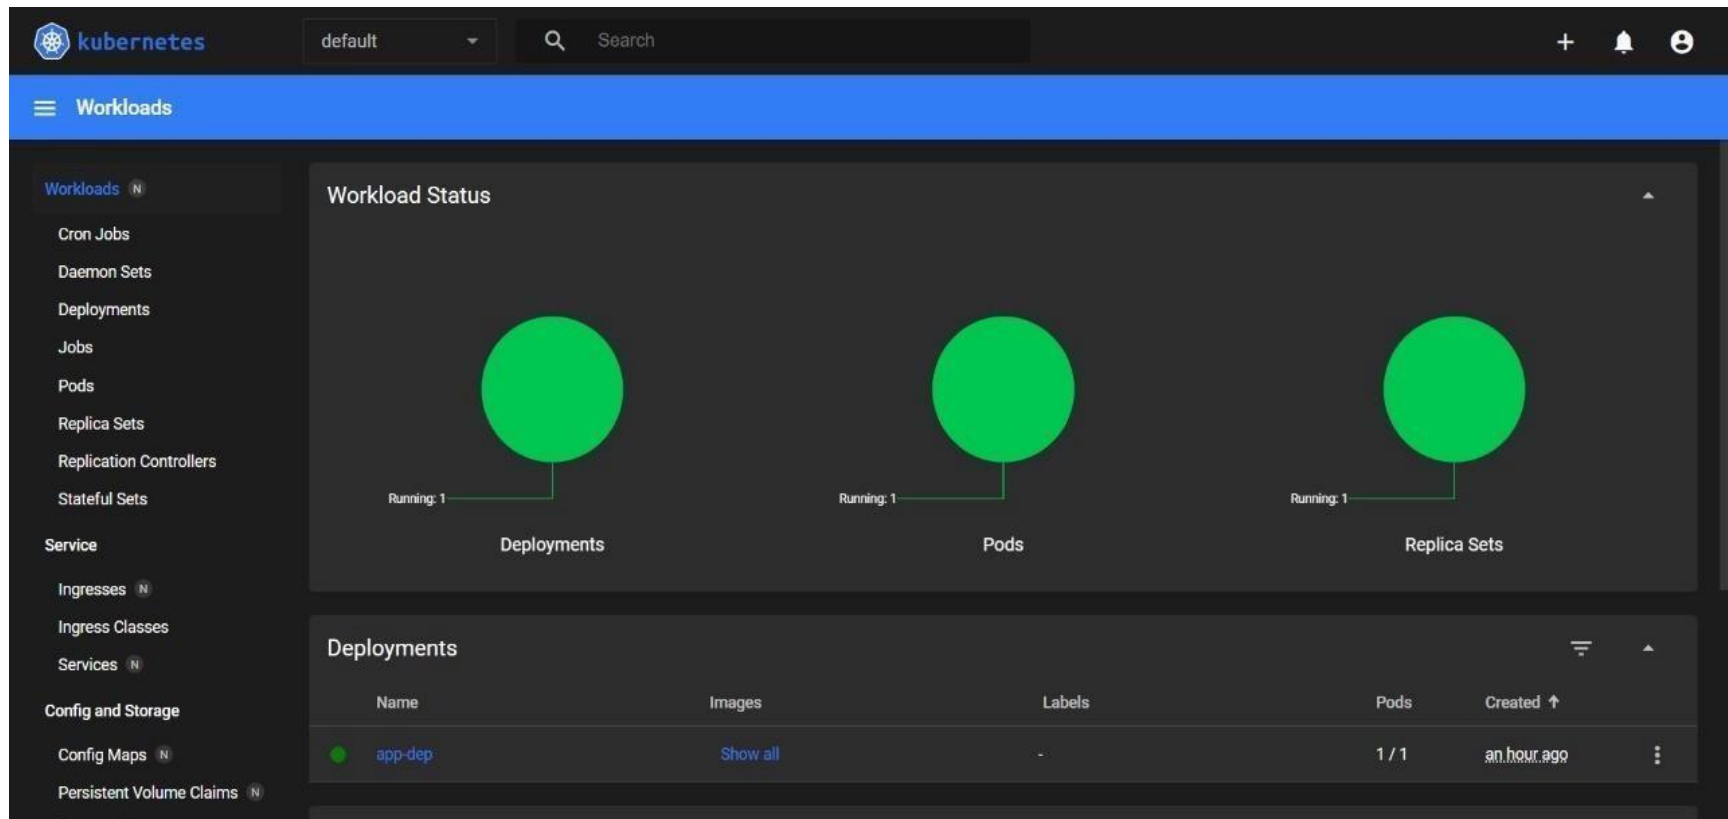 kubernetes
default
Search
Workloads
Workloads N
Cron Jobs
Daemon Sets
Deployments
Jobs
Pods
Replica Sets
Replication Controllers
Stateful Sets
Service
Ingresses N
Ingress Classes
Services N
Config and Storage
Config Maps N
Persistent Volume Claims N
Workload Status
Running: 1
Deployments
Running: 1
Pods
Running: 1
Replica Sets
Deployments
Name Images Labels Pods Created
app-dep Show all - 1 / 1 an hour ago